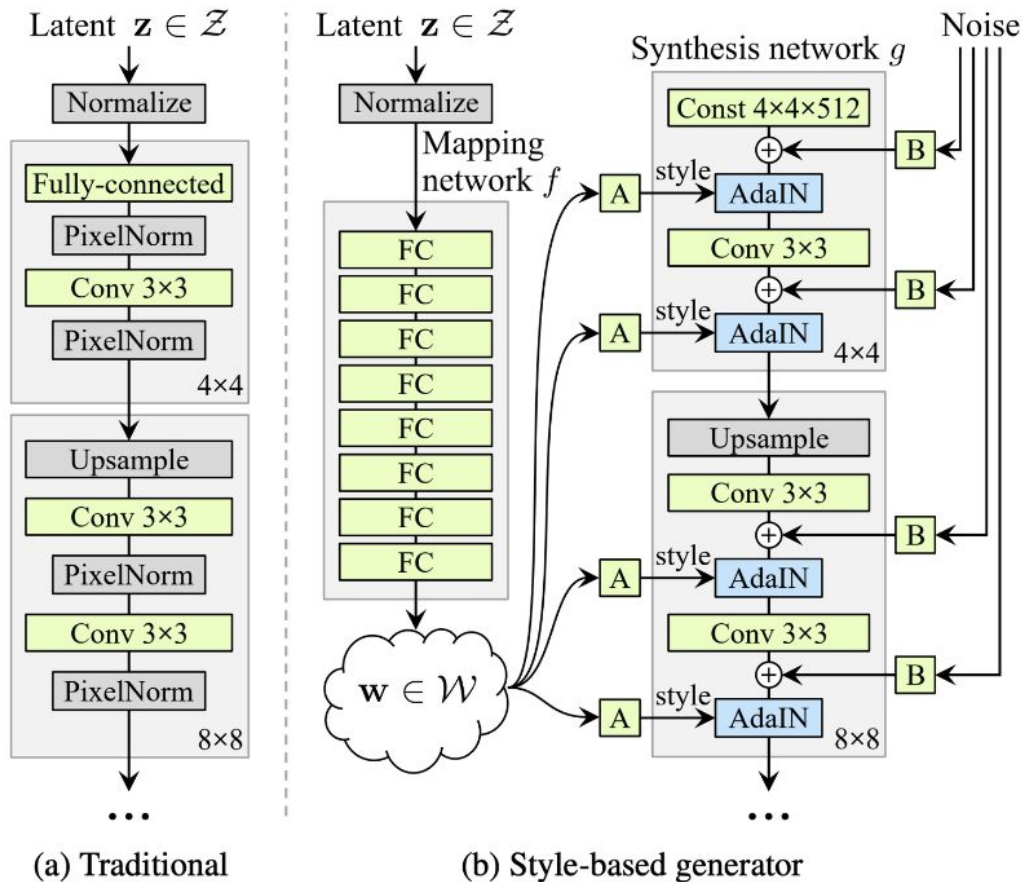 Latent z ∈ 𝒵
Normalize
Fully-connected
PixelNorm
Conv 3×3
PixelNorm
4×4
Upsample
Conv 3×3
PixelNorm
Conv 3×3
PixelNorm
8×8
...
(a) Traditional
Latent z ∈ 𝒵
Normalize
Mapping
network f
FC
FC
FC
FC
FC
FC
FC
FC
w ∈ 𝒲
A
style
A
style
A
style
A
style
Noise
Synthesis network g
Const 4×4×512
+
B
AdaIN
Conv 3×3
+
B
AdaIN
4×4
Upsample
Conv 3×3
+
B
AdaIN
Conv 3×3
+
B
AdaIN
8×8
...
(b) Style-based generator